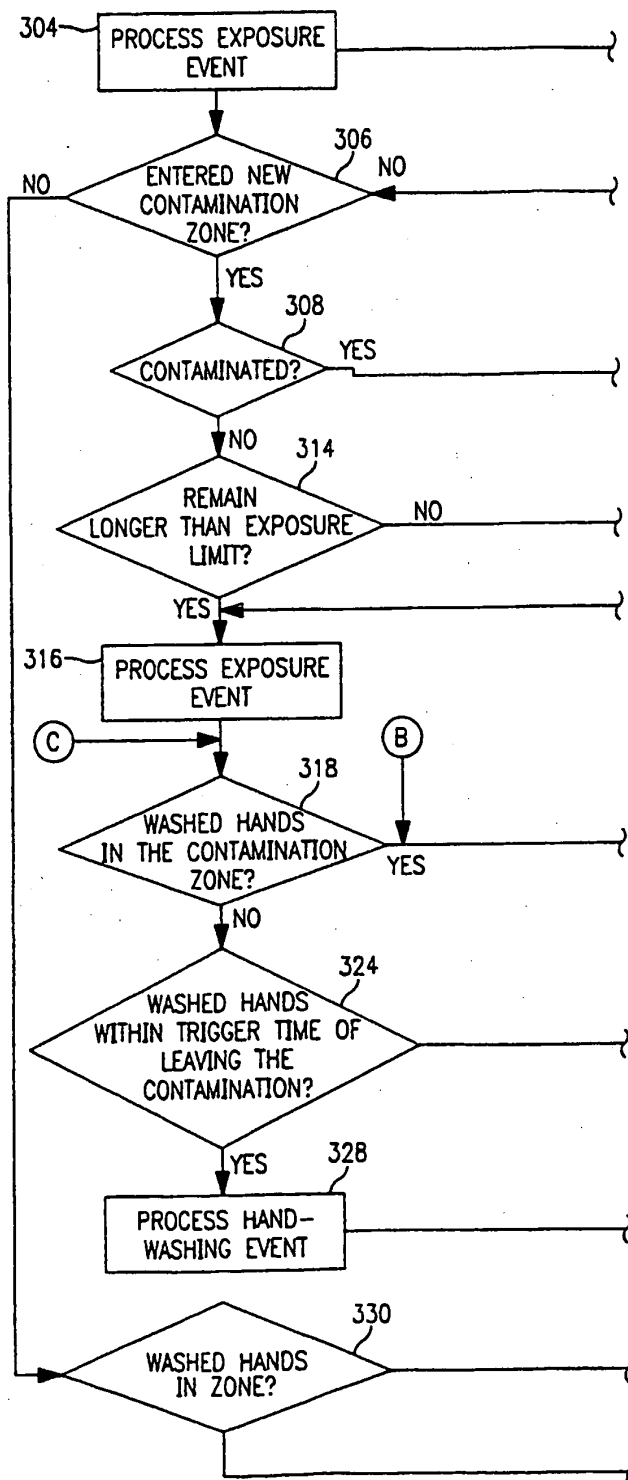 304
PROCESS EXPOSURE
EVENT
306
NO
NO
ENTERED NEW
CONTAMINATION
ZONE?
YES
308
YES
CONTAMINATED?
NO
314
REMAIN
LONGER THAN EXPOSURE
LIMIT?
NO
YES
316
PROCESS EXPOSURE
EVENT
C
B
318
WASHED HANDS
IN THE CONTAMINATION
ZONE?
YES
NO
324
WASHED HANDS
WITHIN TRIGGER TIME OF
LEAVING THE
CONTAMINATION?
YES
328
PROCESS HAND–
WASHING EVENT
330
WASHED HANDS
IN ZONE?